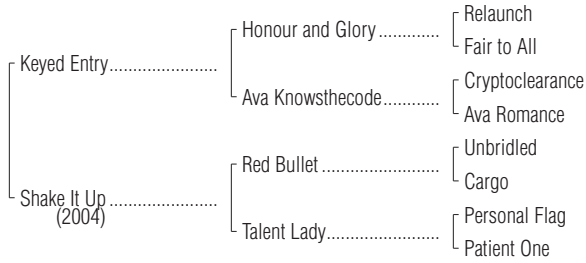 Relaunch
Honour and Glory .............
Fair to All
Keyed Entry.......................
Cryptoclearance
Ava Knowsthecode............
Ava Romance
Unbridled
Red Bullet .........................
Cargo
Shake It Up .......................
(2004)
Personal Flag
Talent Lady........................
Patient One